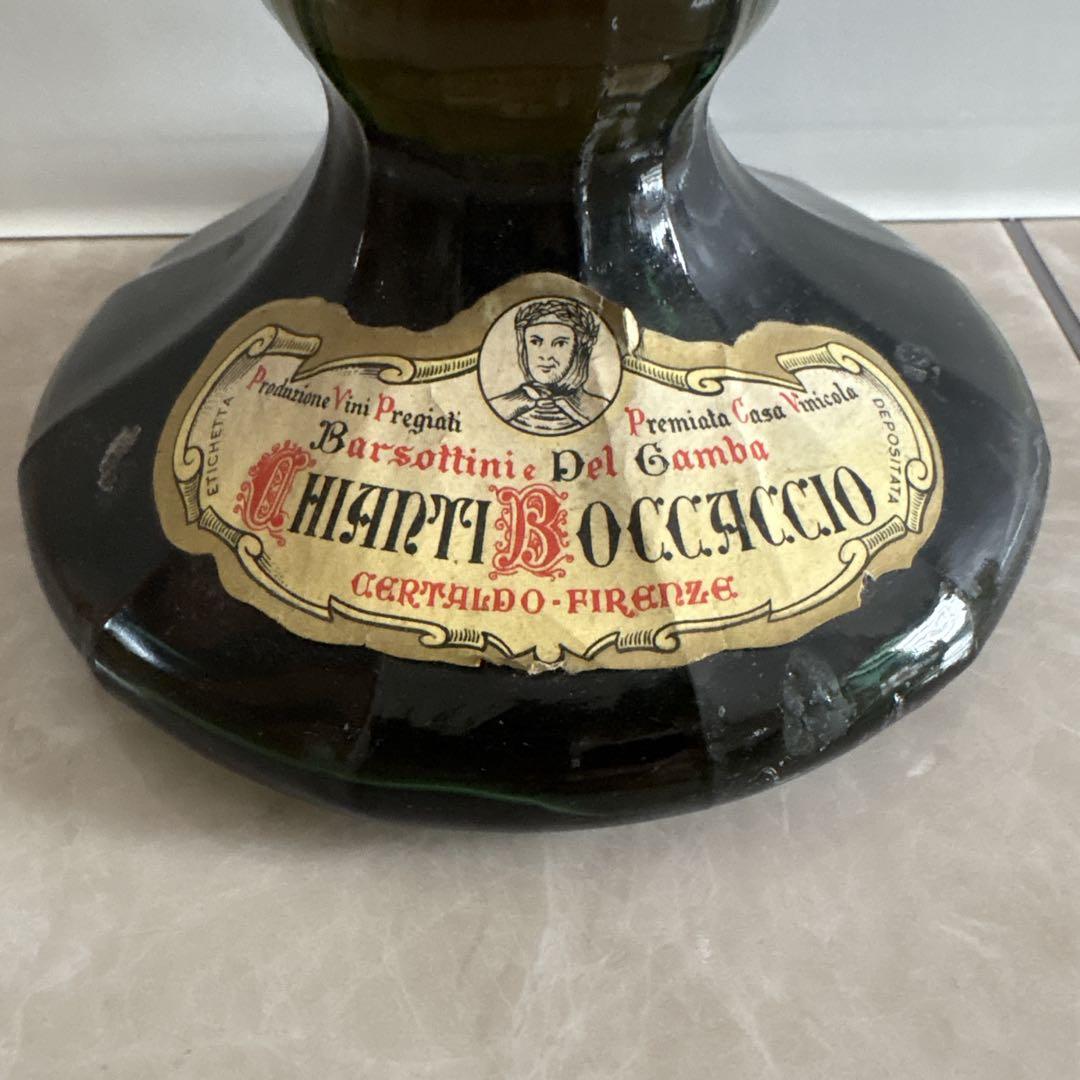 Produzione Vini Pregiati
Premiata Casa Vinicola
ETICHETTA
DEPOSITATA
Barsottini e Del Gamba
CHIANTI BOCCACCIO
CERTALDO-FIRENZE